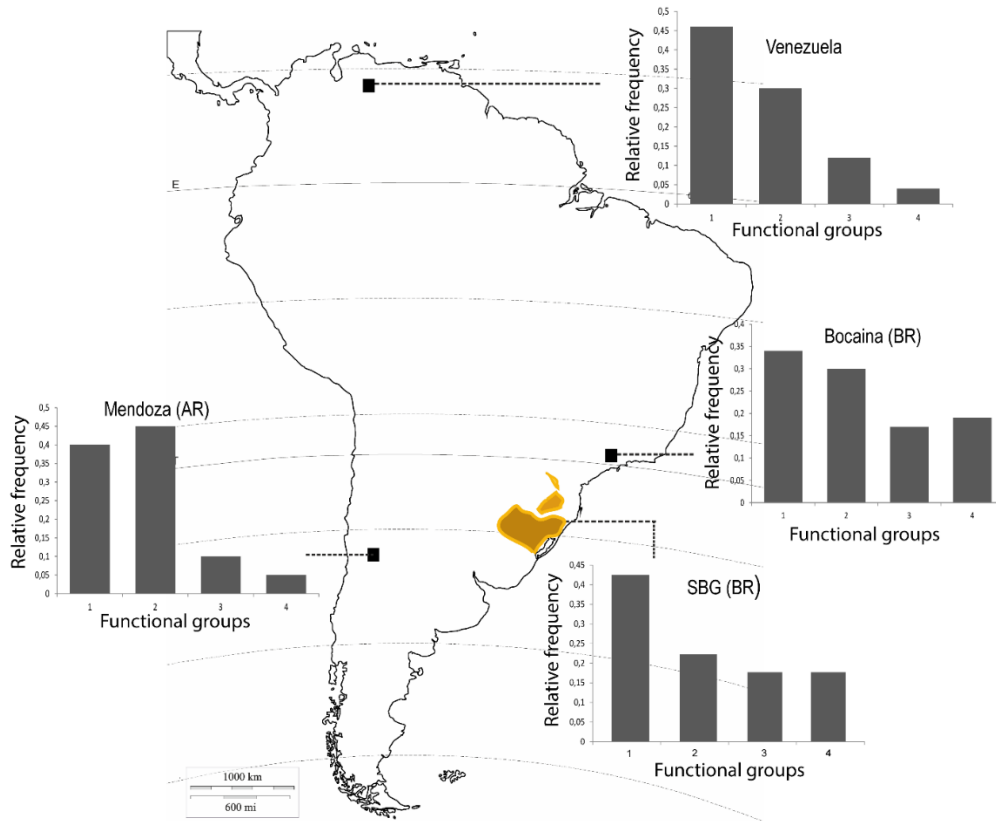 Venezuela
Relative frequency
0,5
0,45
0,4
0,35
0,3
0,25
0,2
0,15
0,1
0,05
0
1 2 3 4
Functional groups
E
Bocaina (BR)
Relative frequency
0,4
0,35
0,3
0,25
0,2
0,15
0,1
0,05
0
1 2 3 4
Functional groups
Mendoza (AR)
Relative frequency
0,5
0,45
0,4
0,35
0,3
0,25
0,2
0,15
0,1
0,05
0
1 2 3 4
Functional groups
SBG (BR)
Relative frequency
0,45
0,4
0,35
0,3
0,25
0,2
0,15
0,1
0,05
0
1 2 3 4
Functional groups
1000 km
600 mi